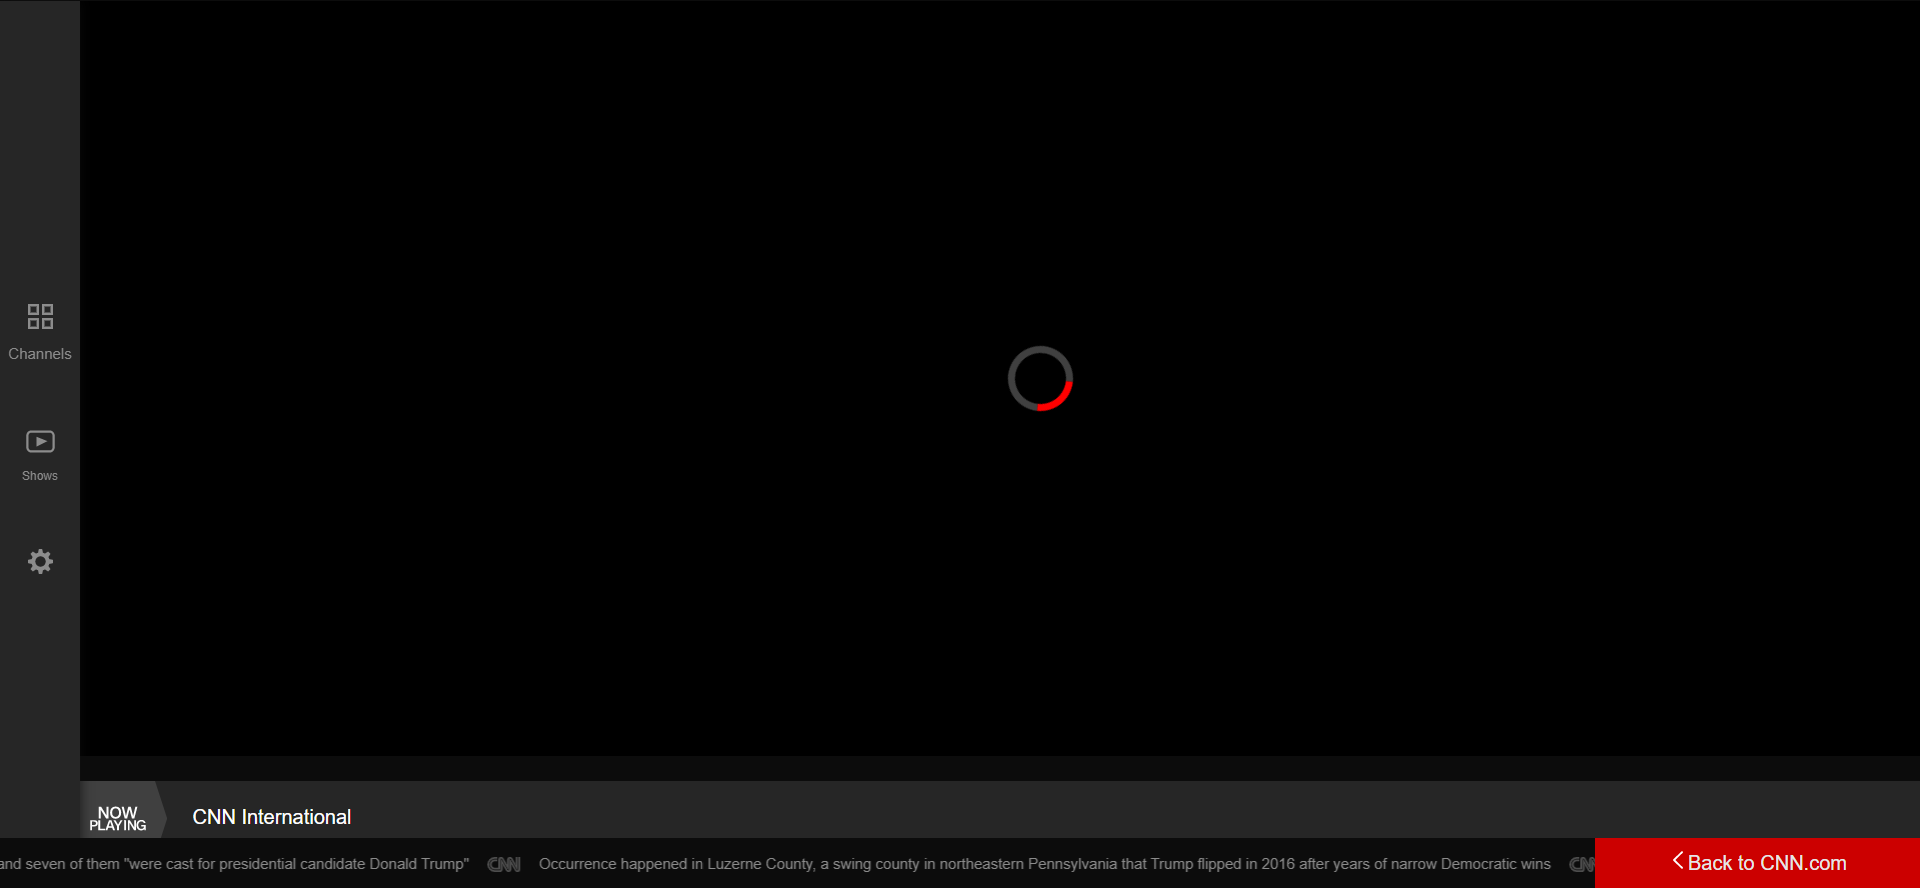 Channels
Shows
NOW
PLAYING
CNN International
and seven of them "were cast for presidential candidate Donald Trump" CNN Occurrence happened in Luzerne County, a swing county in northeastern Pennsylvania that Trump flipped in 2016 after years of narrow Democratic wins CNN
Back to CNN.com